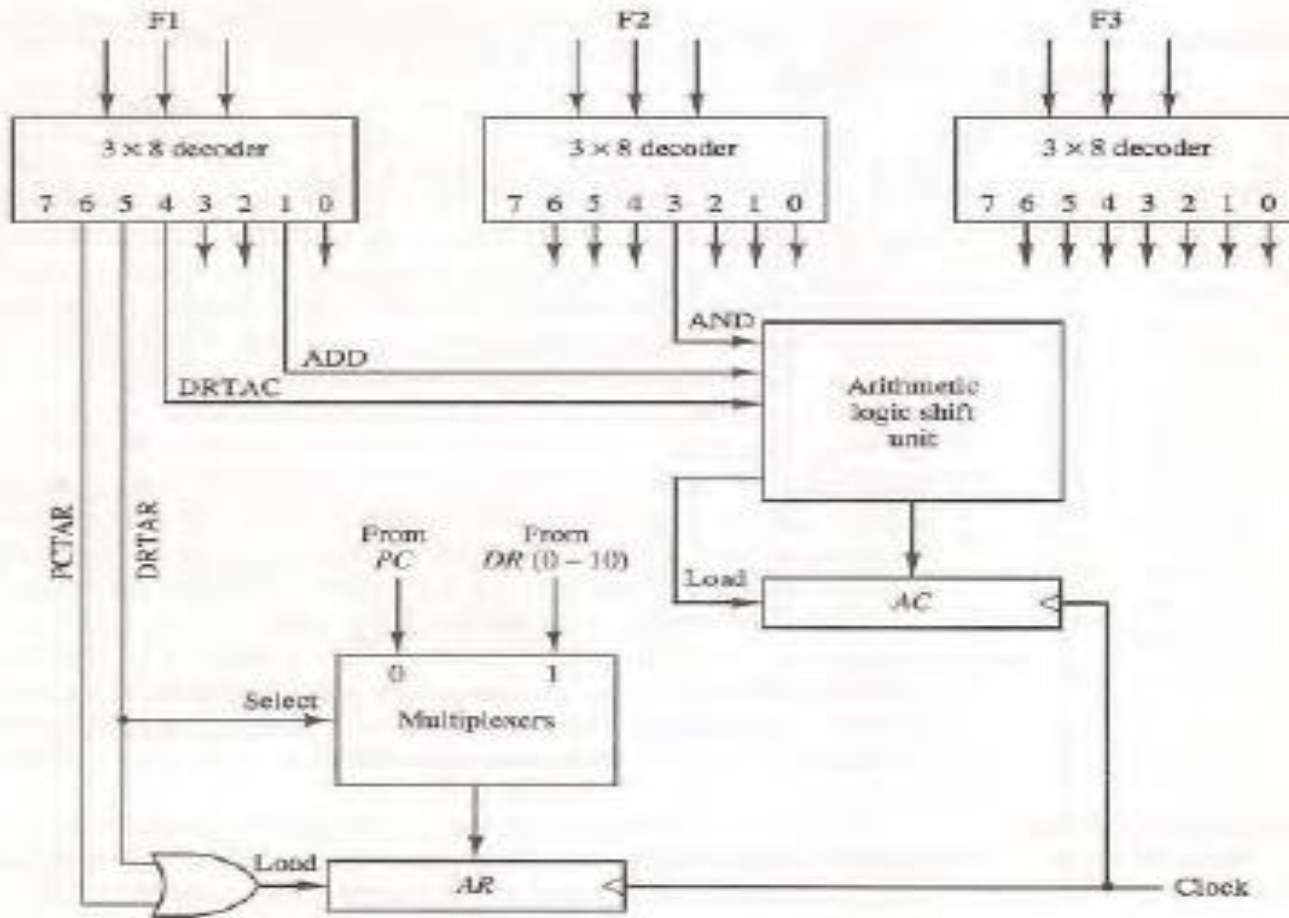 F1 F2 F3
3 × 8 decoder 3 × 8 decoder 3 × 8 decoder
7 6 5 4 3 2 1 0 7 6 5 4 3 2 1 0 7 6 5 4 3 2 1 0
AND
ADD
DRTAC
Arithmetic
logic shift
unit
PCTAR
DRTAR
From
PC
From
DR (0 – 10)
Load
AC
0 1
Select
Multiplexers
Load
AR
Clock